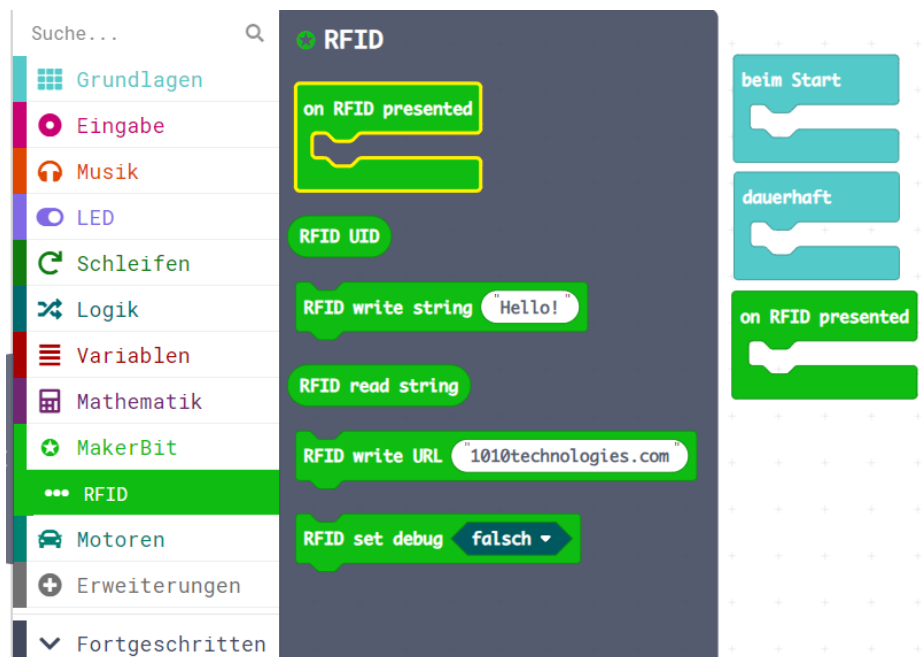 Suche...
Grundlagen
Eingabe
Musik
LED
Schleifen
Logik
Variablen
Mathematik
MakerBit
RFID
Motoren
Erweiterungen
Fortgeschritten
RFID
on RFID presented
RFID UID
RFID write string "Hello!"
RFID read string
RFID write URL "1010technologies.com"
RFID set debug falsch
beim Start
dauerhaft
on RFID presented